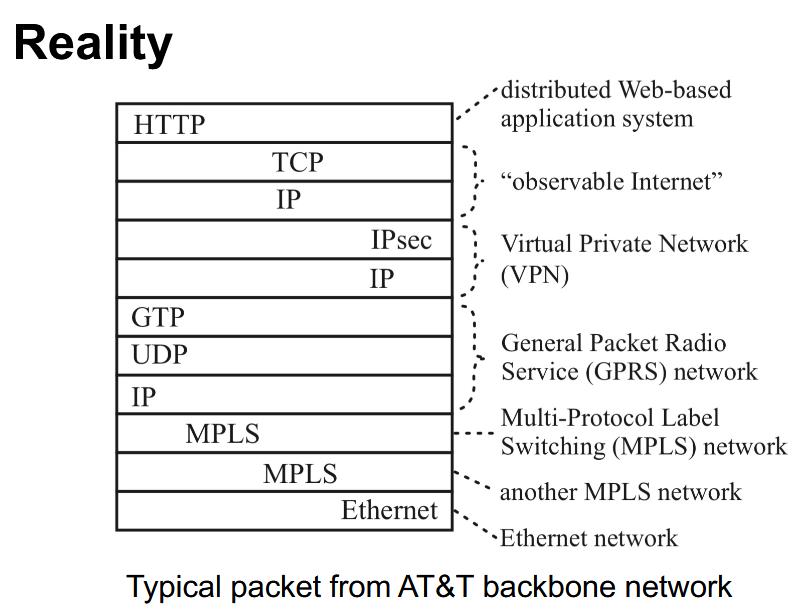 Reality
HTTP
distributed Web-based
application system
TCP
IP
“observable Internet”
IPsec
IP
Virtual Private Network
(VPN)
GTP
UDP
IP
General Packet Radio
Service (GPRS) network
MPLS
Multi-Protocol Label
Switching (MPLS) network
MPLS
another MPLS network
Ethernet
Ethernet network
Typical packet from AT&T backbone network